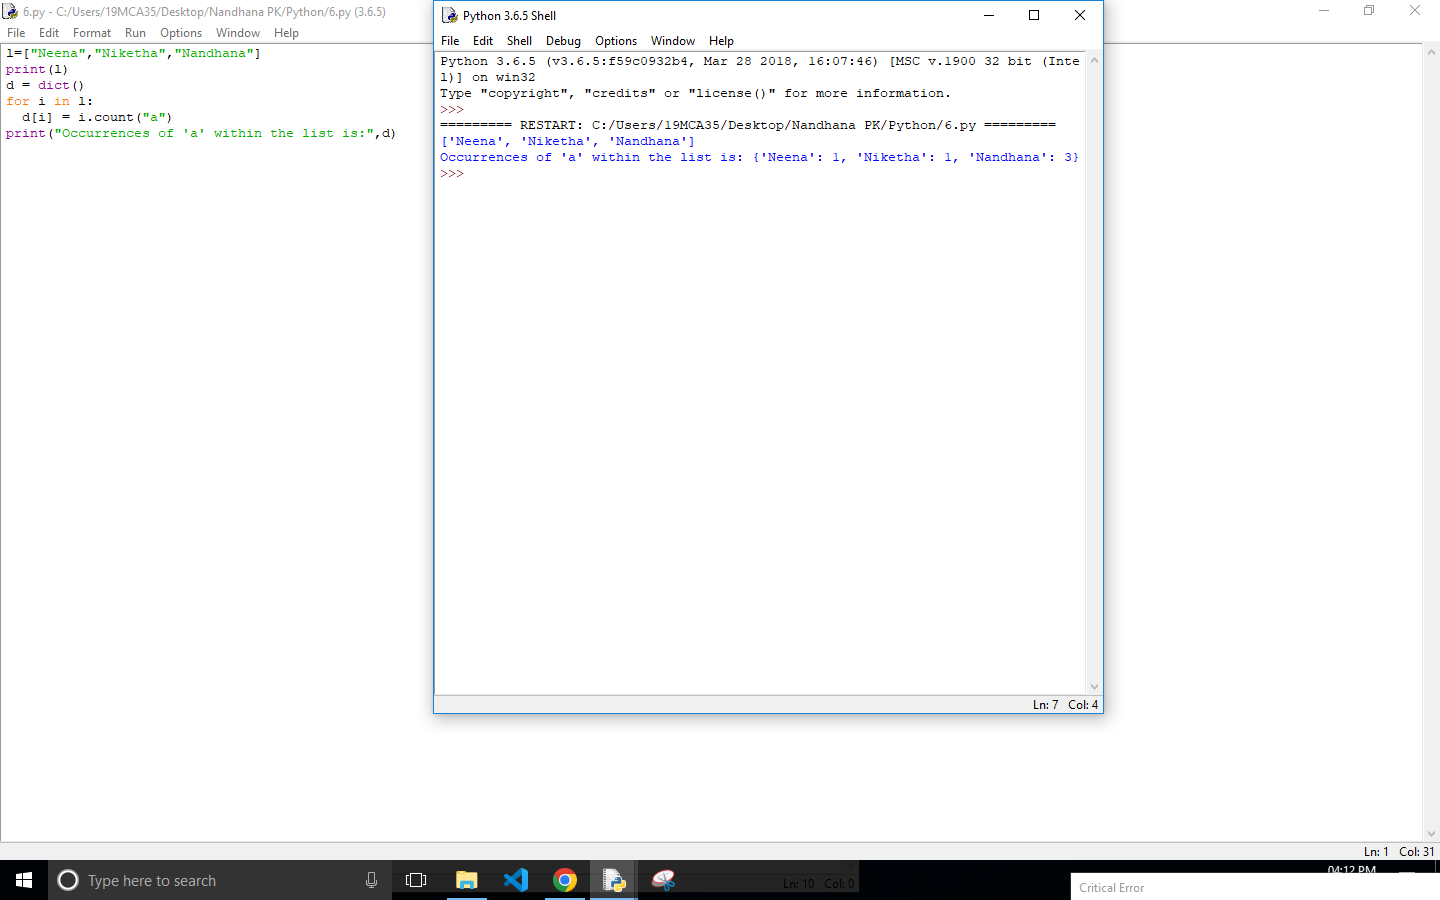 6.py - C:/Users/19MCA35/Desktop/Nandhana PK/Python/6.py (3.6.5)
File Edit Format Run Options Window Help
l=["Neena","Niketha","Nandhana"]
print(l)
d = dict()
for i in l:
  d[i] = i.count("a")
print("Occurrences of 'a' within the list is:",d)
Python 3.6.5 Shell
File Edit Shell Debug Options Window Help
Python 3.6.5 (v3.6.5:f59c0932b4, Mar 28 2018, 16:07:46) [MSC v.1900 32 bit (Inte
l)] on win32
Type "copyright", "credits" or "license()" for more information.
>>>
========= RESTART: C:/Users/19MCA35/Desktop/Nandhana PK/Python/6.py =========
['Neena', 'Niketha', 'Nandhana']
Occurrences of 'a' within the list is: {'Neena': 1, 'Niketha': 1, 'Nandhana': 3}
>>>
Ln: 7 Col: 4
Ln: 1 Col: 31
Type here to search
Ln: 10 Col: 0
04:12 PM
Critical Error